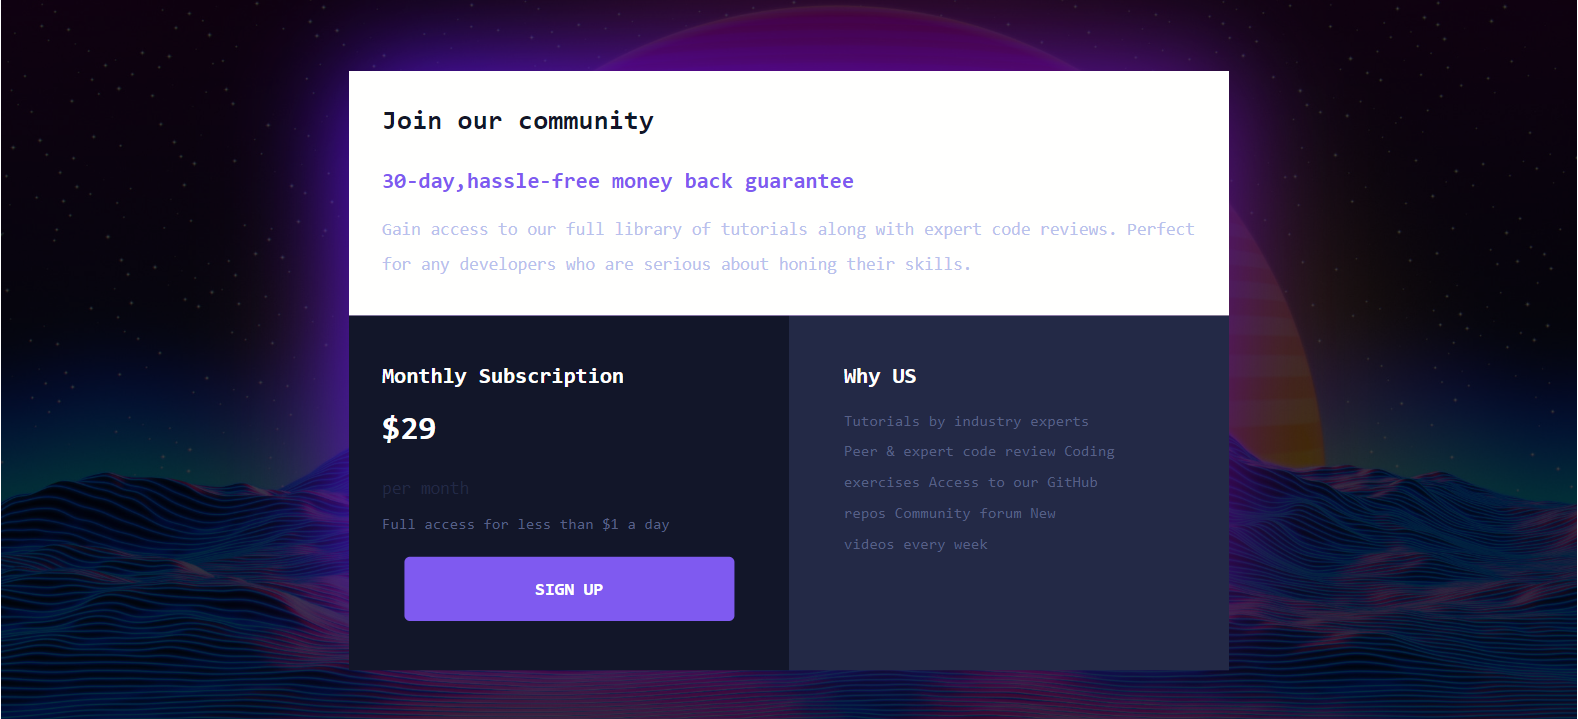 Join our community
30-day,hassle-free money back guarantee
Gain access to our full library of tutorials along with expert code reviews. Perfect
for any developers who are serious about honing their skills.
Monthly Subscription
$29
per month
Full access for less than $1 a day
SIGN UP
Why US
Tutorials by industry experts
Peer & expert code review Coding
exercises Access to our GitHub
repos Community forum New
videos every week